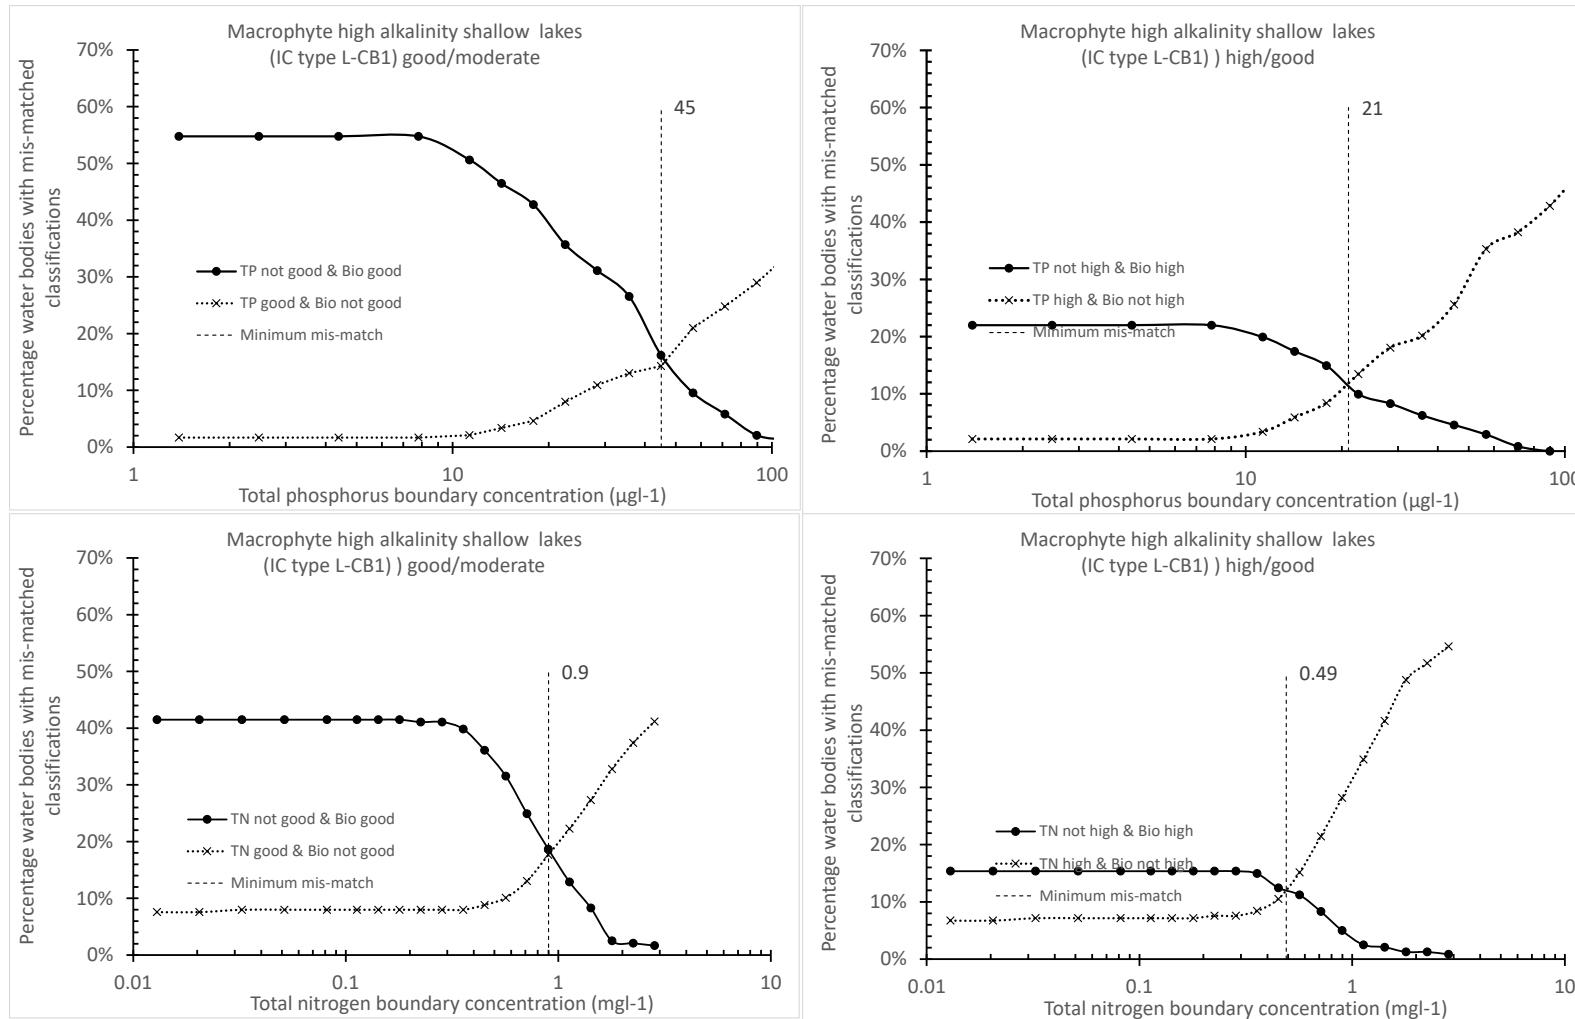 Macrophyte high alkalinity shallow lakes
(IC type L-CB1) good/moderate
70%
60%
50%
40%
30%
20%
10%
0%
Percentage water bodies with mis-matched
classifications
45
TP not good & Bio good
TP good & Bio not good
Minimum mis-match
1
10
100
Total phosphorus boundary concentration (µgl-1)
Macrophyte high alkalinity shallow lakes
(IC type L-CB1) ) high/good
70%
60%
50%
40%
30%
20%
10%
0%
Percentage water bodies with mis-matched
classifications
21
TP not high & Bio high
TP high & Bio not high
Minimum mis-match
1
10
100
Total phosphorus boundary concentration (µgl-1)
Macrophyte high alkalinity shallow lakes
(IC type L-CB1) ) good/moderate
70%
60%
50%
40%
30%
20%
10%
0%
Percentage water bodies with mis-matched
classifications
0.9
TN not good & Bio good
TN good & Bio not good
Minimum mis-match
0.01
0.1
1
10
Total nitrogen boundary concentration (mgl-1)
Macrophyte high alkalinity shallow lakes
(IC type L-CB1) ) high/good
70%
60%
50%
40%
30%
20%
10%
0%
Percentage water bodies with mis-matched
classifications
0.49
TN not high & Bio high
TN high & Bio not high
Minimum mis-match
0.01
0.1
1
10
Total nitrogen boundary concentration (mgl-1)